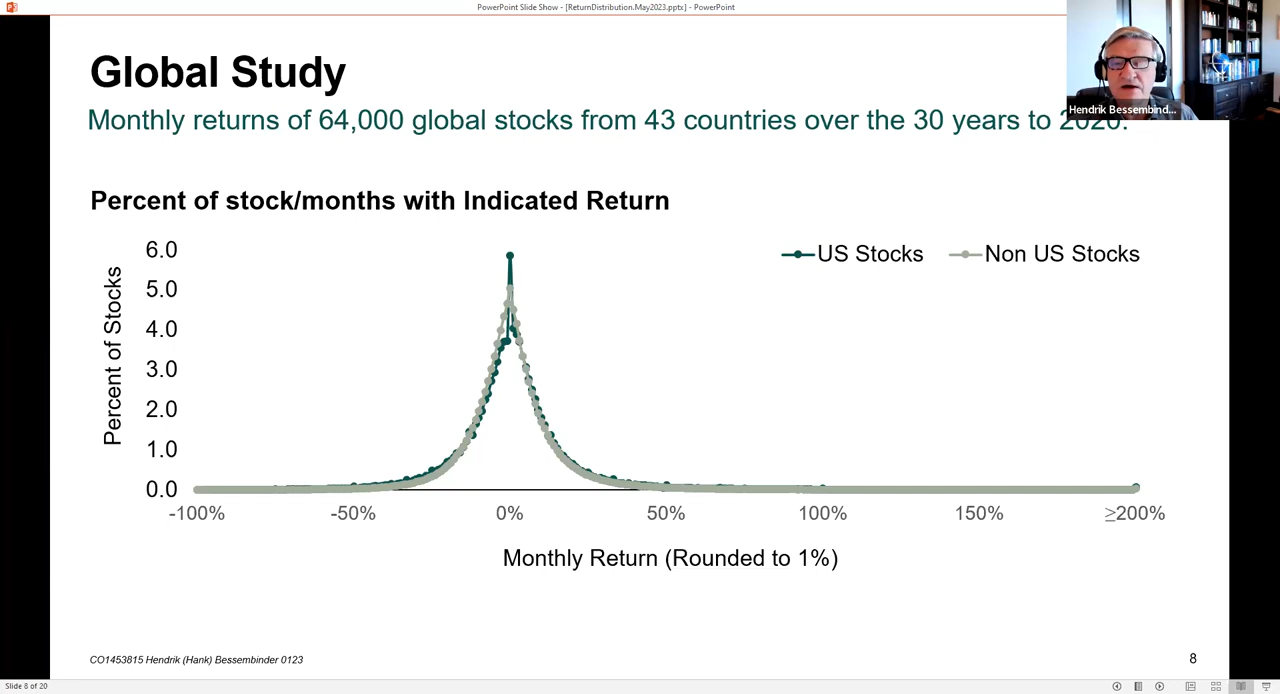 PowerPoint Slide Show - [ReturnDistribution.May2023.pptx] - PowerPoint
Hendrik Bessembind...
Global Study
Monthly returns of 64,000 global stocks from 43 countries over the 30 years to 2020.
Percent of stock/months with Indicated Return
US Stocks
Non US Stocks
Percent of Stocks
6.0
5.0
4.0
3.0
2.0
1.0
0.0
-100% -50% 0% 50% 100% 150% ≥200%
Monthly Return (Rounded to 1%)
CO1453815 Hendrik (Hank) Bessembinder 0123
8
Slide 8 of 20